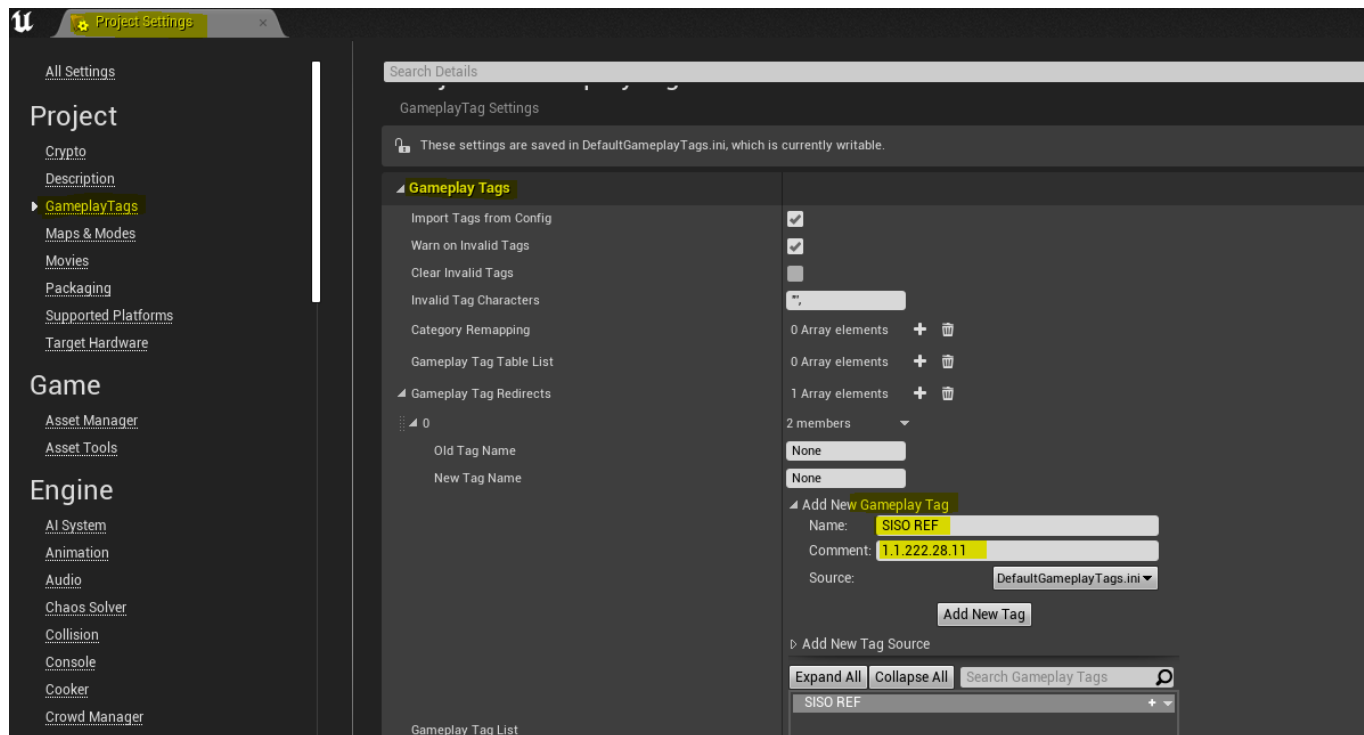 Project Settings
All Settings
Project
Crypto
Description
GameplayTags
Maps & Modes
Movies
Packaging
Supported Platforms
Target Hardware
Game
Asset Manager
Asset Tools
Engine
AI System
Animation
Audio
Chaos Solver
Collision
Console
Cooker
Crowd Manager
Search Details
GameplayTag Settings
These settings are saved in DefaultGameplayTags.ini, which is currently writable.
Gameplay Tags
Import Tags from Config
Warn on Invalid Tags
Clear Invalid Tags
Invalid Tag Characters "',
Category Remapping 0 Array elements
Gameplay Tag Table List 0 Array elements
Gameplay Tag Redirects 1 Array elements
0 2 members
Old Tag Name None
New Tag Name None
Add New Gameplay Tag
Name: SISO REF
Comment: 1.1.222.28.11
Source: DefaultGameplayTags.ini
Add New Tag
Add New Tag Source
Expand All Collapse All Search Gameplay Tags
SISO REF
Gameplay Tag List